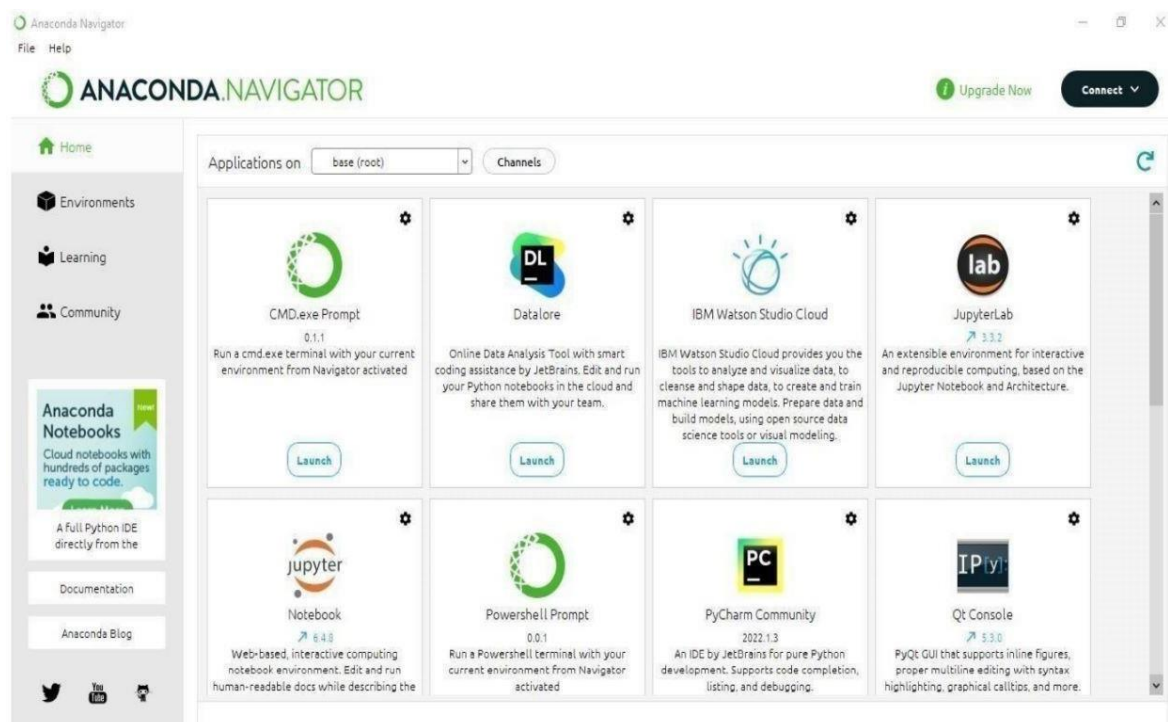 Anaconda Navigator
File Help
ANACONDA.NAVIGATOR
Upgrade Now
Connect
Home
Environments
Learning
Community
Applications on base (root) Channels
CMD.exe Prompt
0.1.1
Run a cmd.exe terminal with your current
environment from Navigator activated
Launch
DL
Datalore
Online Data Analysis Tool with smart
coding assistance by JetBrains. Edit and run
your Python notebooks in the cloud and
share them with your team.
Launch
IBM Watson Studio Cloud
IBM Watson Studio Cloud provides you the
tools to analyze and visualize data, to
cleanse and shape data, to create and train
machine learning models. Prepare data and
build models, using open source data
science tools or visual modeling.
Launch
lab
JupyterLab
3.3.2
An extensible environment for interactive
and reproducible computing, based on the
Jupyter Notebook and Architecture.
Launch
jupyter
Notebook
6.4.8
Web-based, interactive computing
notebook environment. Edit and run
human-readable docs while describing the
Powershell Prompt
0.0.1
Run a Powershell terminal with your
current environment from Navigator
activated
PC
PyCharm Community
2022.1.3
An IDE by JetBrains for pure Python
development. Supports code completion,
listing, and debugging.
IP[y]:
Qt Console
5.3.0
PyQt GUI that supports inline figures,
proper multiline editing with syntax
highlighting, graphical calltips, and more.
Anaconda
Notebooks
new!
Cloud notebooks with
hundreds of packages
ready to code.
Learn More
A full Python IDE
directly from the
Documentation
Anaconda Blog
You
Tube